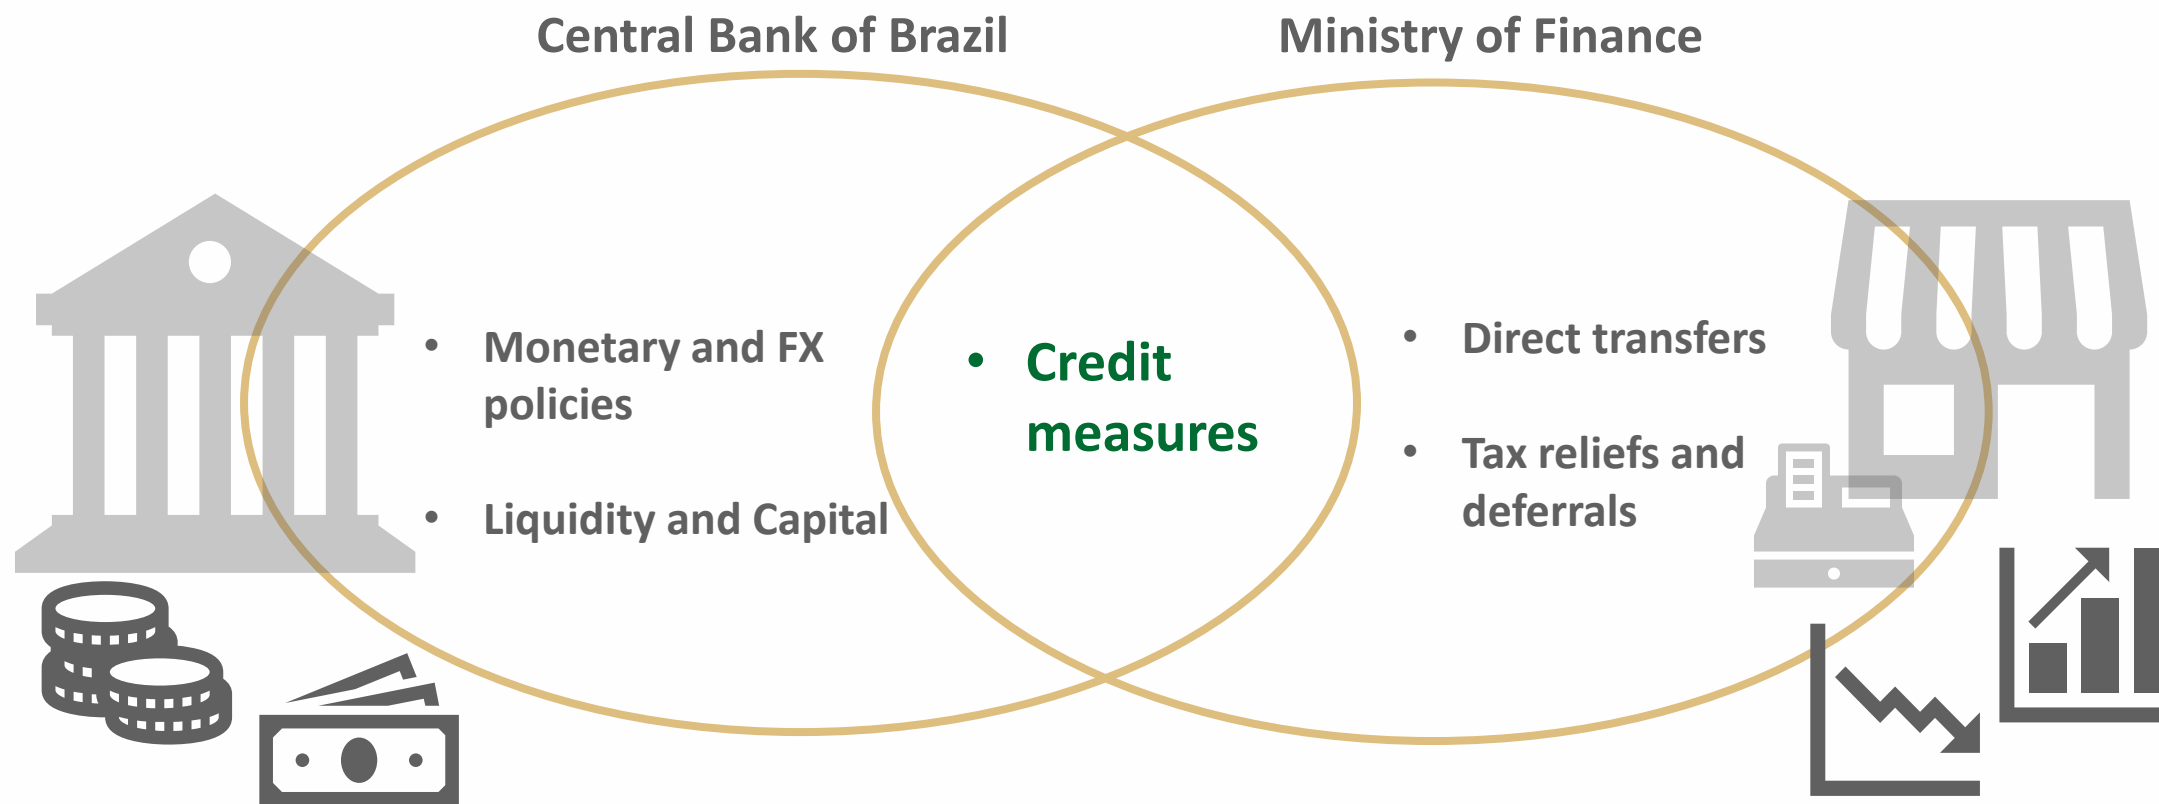 Central Bank of Brazil
Ministry of Finance
• Monetary and FX
policies
• Liquidity and Capital
• Credit
measures
• Direct transfers
• Tax reliefs and
deferrals